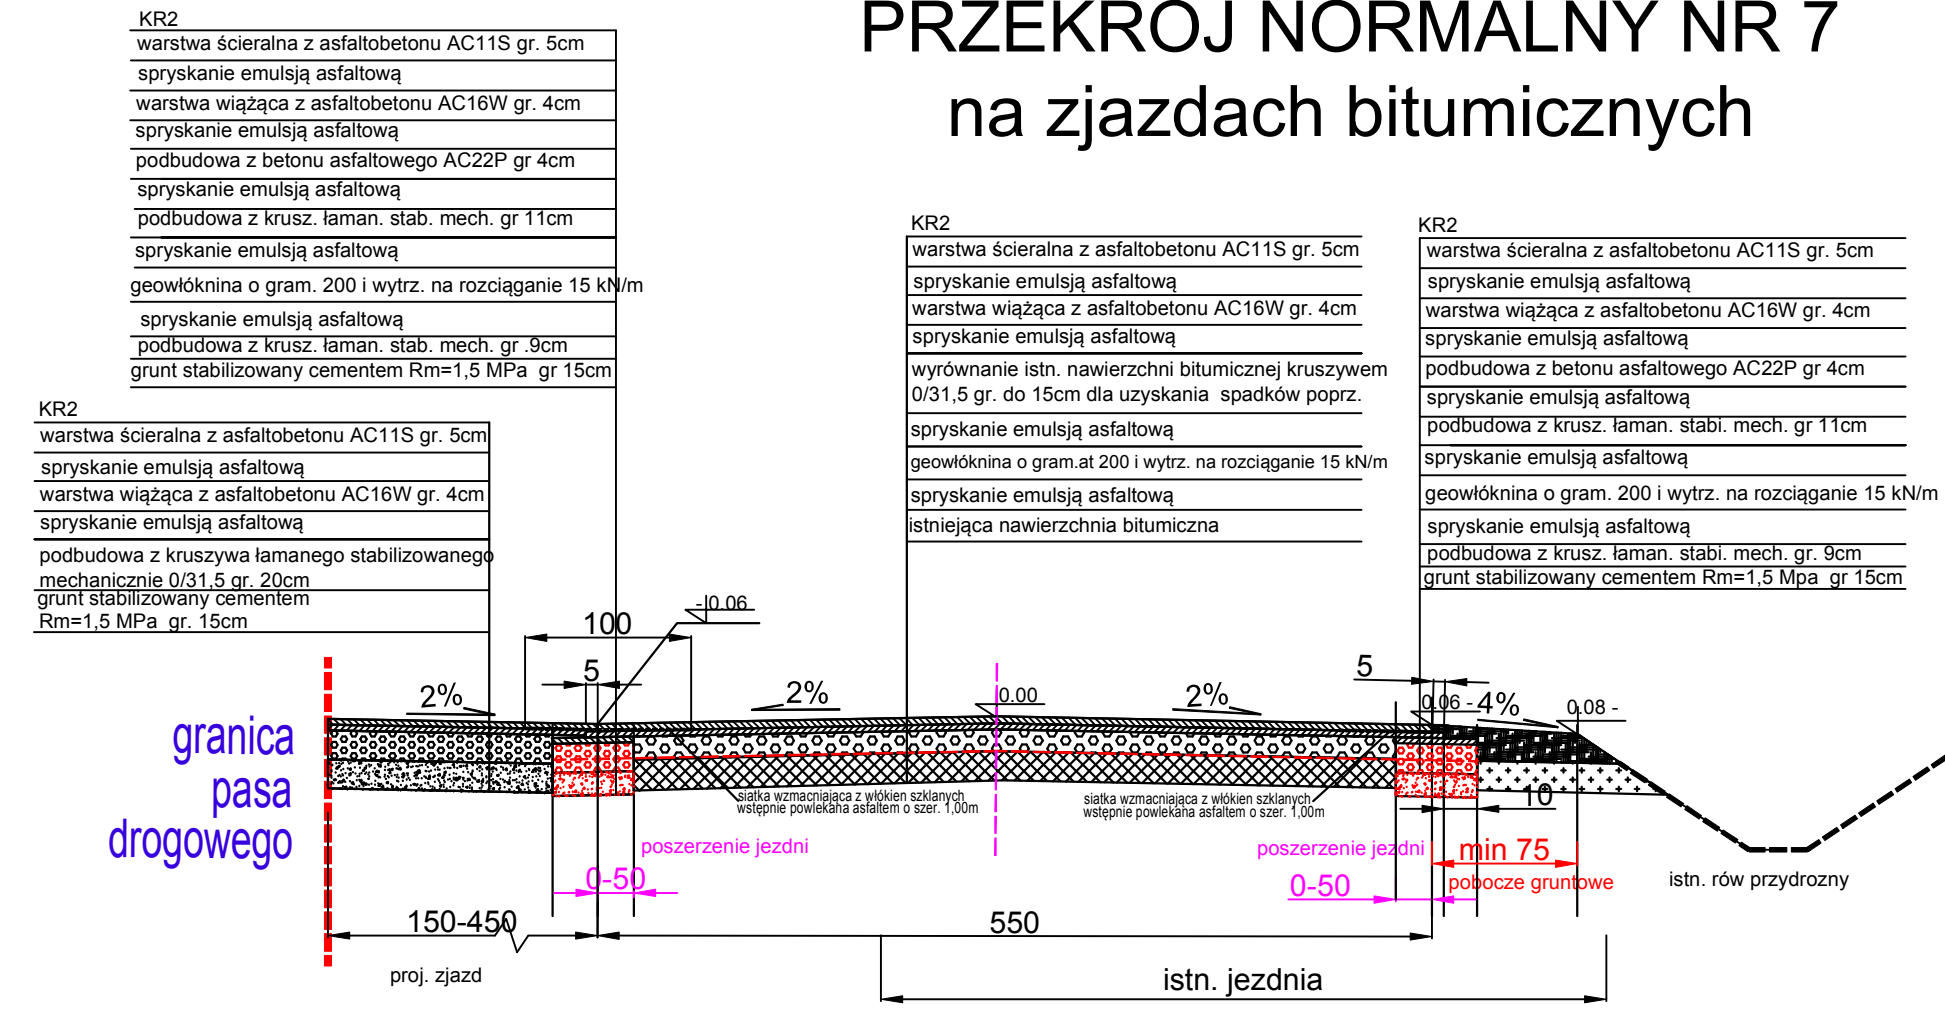 PRZEKRÓJ NORMALNY NR 7
na zjazdach bitumicznych
KR2
warstwa ścieralna z asfaltobetonu AC11S gr. 5cm
spryskanie emulsją asfaltową
warstwa wiążąca z asfaltobetonu AC16W gr. 4cm
spryskanie emulsją asfaltową
podbudowa z betonu asfaltowego AC22P gr 4cm
spryskanie emulsją asfaltową
podbudowa z krusz. łaman. stab. mech. gr 11cm
spryskanie emulsją asfaltową
geowłóknina o gram. 200 i wytrz. na rozciąganie 15 kN/m
spryskanie emulsją asfaltową
podbudowa z krusz. łaman. stab. mech. gr .9cm
grunt stabilizowany cementem Rm=1,5 MPa gr 15cm
KR2
warstwa ścieralna z asfaltobetonu AC11S gr. 5cm
spryskanie emulsją asfaltową
warstwa wiążąca z asfaltobetonu AC16W gr. 4cm
spryskanie emulsją asfaltową
podbudowa z kruszywa łamanego stabilizowanego
mechanicznie 0/31,5 gr. 20cm
grunt stabilizowany cementem
Rm=1,5 MPa gr. 15cm
KR2
warstwa ścieralna z asfaltobetonu AC11S gr. 5cm
spryskanie emulsją asfaltową
warstwa wiążąca z asfaltobetonu AC16W gr. 4cm
spryskanie emulsją asfaltową
wyrównanie istn. nawierzchni bitumicznej kruszywem
0/31,5 gr. do 15cm dla uzyskania spadków poprz.
spryskanie emulsją asfaltową
geowłóknina o gram.at 200 i wytrz. na rozciąganie 15 kN/m
spryskanie emulsją asfaltową
istniejąca nawierzchnia bitumiczna
KR2
warstwa ścieralna z asfaltobetonu AC11S gr. 5cm
spryskanie emulsją asfaltową
warstwa wiążąca z asfaltobetonu AC16W gr. 4cm
spryskanie emulsją asfaltową
podbudowa z betonu asfaltowego AC22P gr 4cm
spryskanie emulsją asfaltową
podbudowa z krusz. łaman. stabi. mech. gr 11cm
spryskanie emulsją asfaltową
geowłóknina o gram. 200 i wytrz. na rozciąganie 15 kN/m
spryskanie emulsją asfaltową
podbudowa z krusz. łaman. stabi. mech. gr. 9cm
grunt stabilizowany cementem Rm=1,5 Mpa gr 15cm
100
-0.06
5
2%
2%
0.00
2%
5
0.06 -
4%
0.08 -
granica
pasa
drogowego
siatka wzmacniająca z włókien szklanych
wstępnie powlekana asfaltem o szer. 1,00m
siatka wzmacniająca z włókien szklanych
wstępnie powlekana asfaltem o szer. 1,00m
10
poszerzenie jezdni
0-50
poszerzenie jezdni
0-50
min 75
pobocze gruntowe
istn. rów przydrozny
150-450
550
proj. zjazd
istn. jezdnia